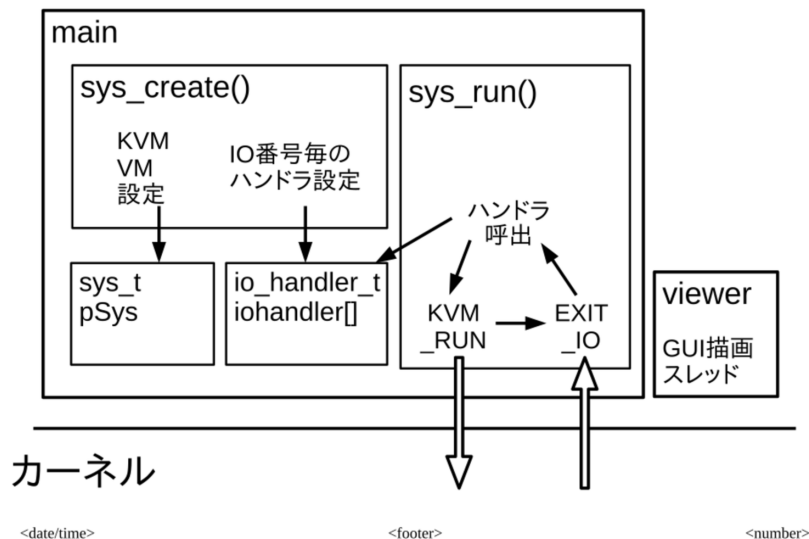 main
sys_create()
KVM
VM
設定
IO番号毎の
ハンドラ設定
sys_t
pSys
io_handler_t
iohandler[]
sys_run()
ハンドラ
呼出
KVM
_RUN
EXIT
_IO
viewer
GUI描画
スレッド
カーネル
<date/time>
<footer>
<number>